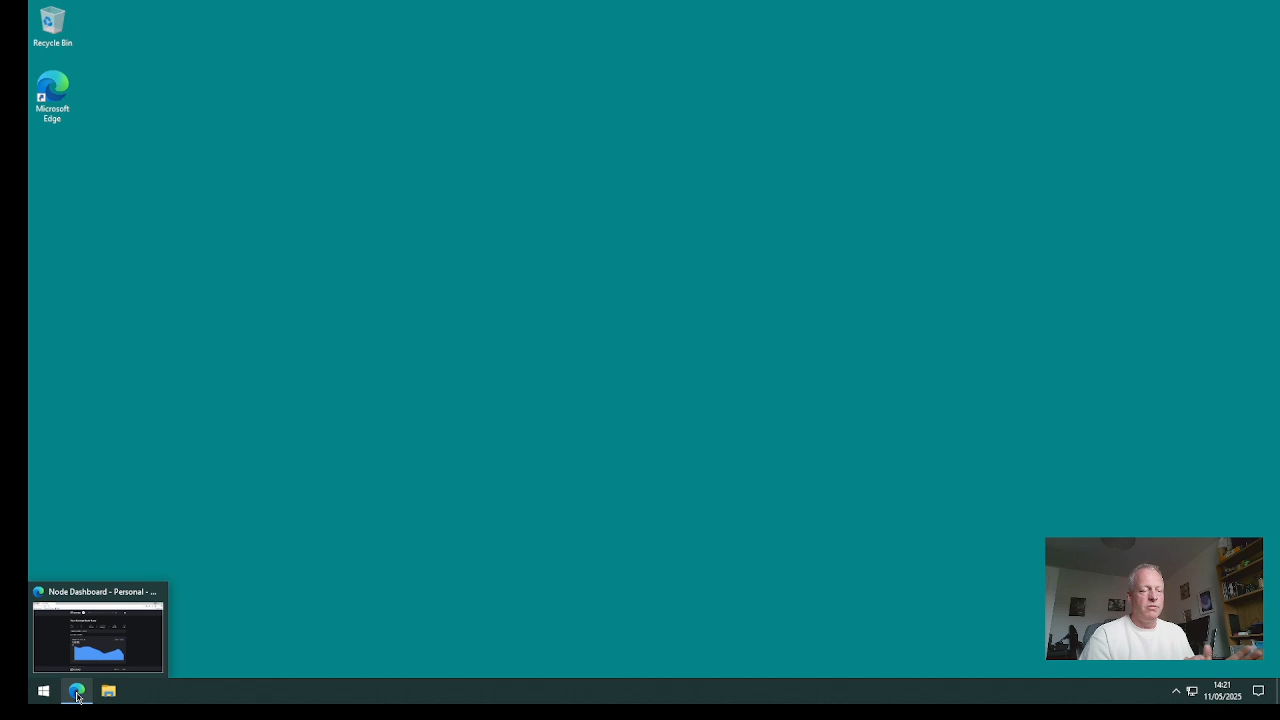 Recycle Bin
Microsoft
Edge
Node Dashboard - Personal - ...
14:21
11/05/2025